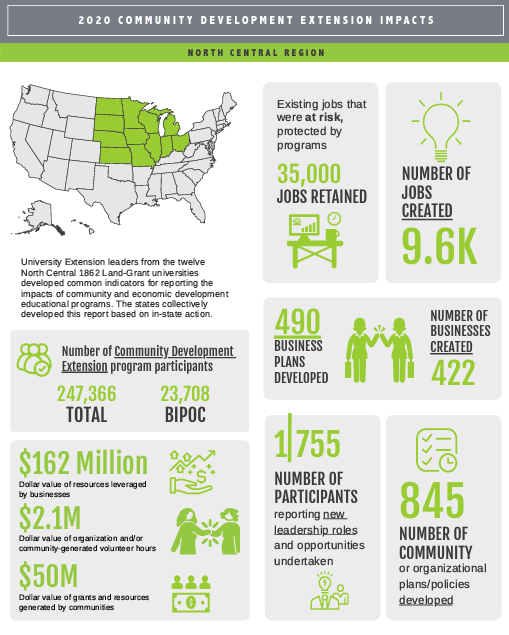 2020 COMMUNITY DEVELOPMENT EXTENSION IMPACTS
NORTH CENTRAL REGION
University Extension leaders from the twelve
North Central 1862 Land-Grant universities
developed common indicators for reporting the
impacts of community and economic development
educational programs. The states collectively
developed this report based on in-state action.
Number of Community Development
Extension program participants
247,366
TOTAL
23,708
BIPOC
$162 Million
Dollar value of resources leveraged
by businesses
$2.1M
Dollar value of organization and/or
community-generated volunteer hours
$50M
Dollar value of grants and resources
generated by communities
Existing jobs that
were at risk,
protected by
programs
35,000
JOBS RETAINED
NUMBER OF
JOBS
CREATED
9.6K
490
BUSINESS
PLANS
DEVELOPED
NUMBER OF
BUSINESSES
CREATED
422
1|755
NUMBER OF
PARTICIPANTS
reporting new
leadership roles
and opportunities
undertaken
845
NUMBER OF
COMMUNITY
or organizational
plans/policies
developed